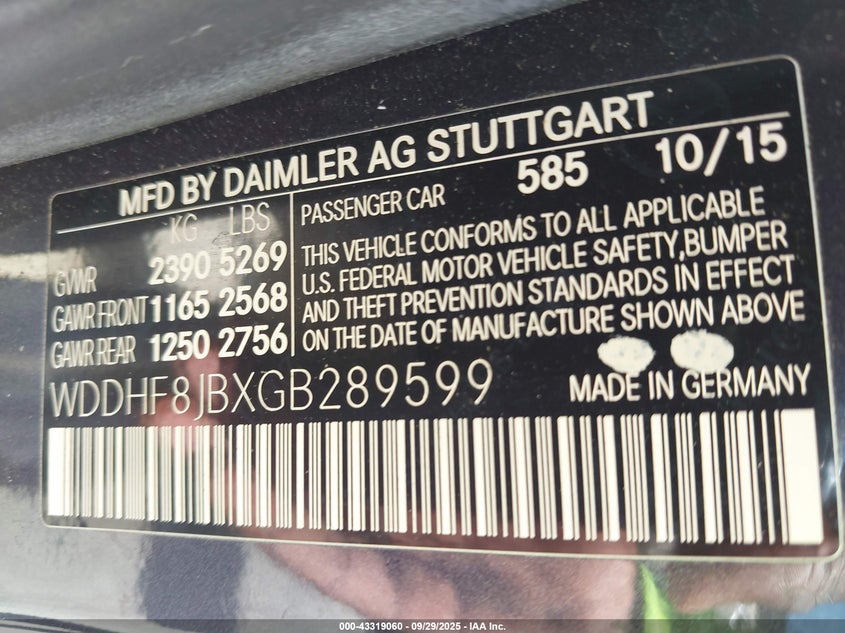 MFD BY DAIMLER AG STUTTGART
KG LBS
GVWR 2390 5269
GAWR FRONT 1165 2568
GAWR REAR 1250 2756
PASSENGER CAR 585 10/15
THIS VEHICLE CONFORMS TO ALL APPLICABLE
U.S. FEDERAL MOTOR VEHICLE SAFETY,BUMPER
AND THEFT PREVENTION STANDARDS IN EFFECT
ON THE DATE OF MANUFACTURE SHOWN ABOVE
WDDHF8JBXGB289599
MADE IN GERMANY
000-43319060 - 09/29/2025 - IAA Inc.